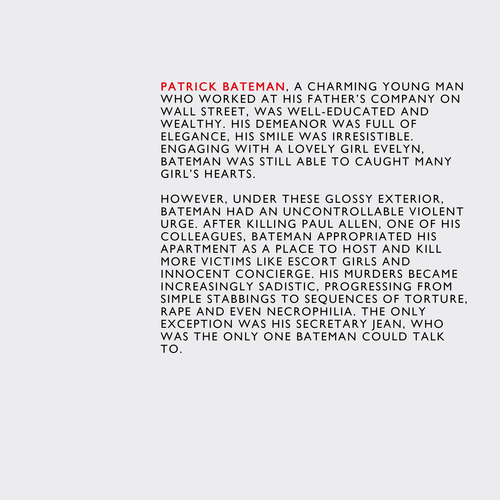 PATRICK BATEMAN, A CHARMING YOUNG MAN
WHO WORKED AT HIS FATHER'S COMPANY ON
WALL STREET, WAS WELL-EDUCATED AND
WEALTHY. HIS DEMEANOR WAS FULL OF
ELEGANCE, HIS SMILE WAS IRRESISTIBLE.
ENGAGING WITH A LOVELY GIRL EVELYN,
BATEMAN WAS STILL ABLE TO CAUGHT MANY
GIRL'S HEARTS.

HOWEVER, UNDER THESE GLOSSY EXTERIOR,
BATEMAN HAD AN UNCONTROLLABLE VIOLENT
URGE. AFTER KILLING PAUL ALLEN, ONE OF HIS
COLLEAGUES, BATEMAN APPROPRIATED HIS
APARTMENT AS A PLACE TO HOST AND KILL
MORE VICTIMS LIKE ESCORT GIRLS AND
INNOCENT CONCIERGE. HIS MURDERS BECAME
INCREASINGLY SADISTIC, PROGRESSING FROM
SIMPLE STABBINGS TO SEQUENCES OF TORTURE,
RAPE AND EVEN NECROPHILIA. THE ONLY
EXCEPTION WAS HIS SECRETARY JEAN, WHO
WAS THE ONLY ONE BATEMAN COULD TALK
TO.